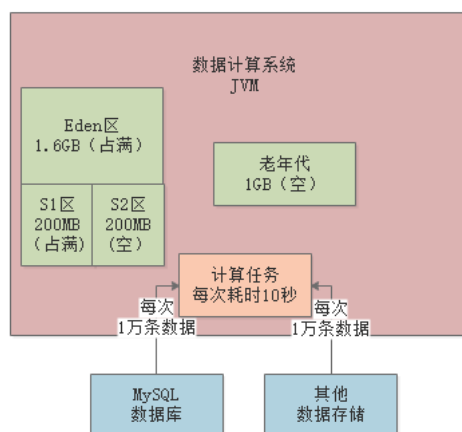 数据计算系统
JVM
Eden区
1.6GB（占满）
S1区
200MB
（占满）
S2区
200MB
（空）
老年代
1GB（空）
计算任务
每次耗时10秒
每次
1万条数据
每次
1万条数据
MySQL
数据库
其他
数据存储